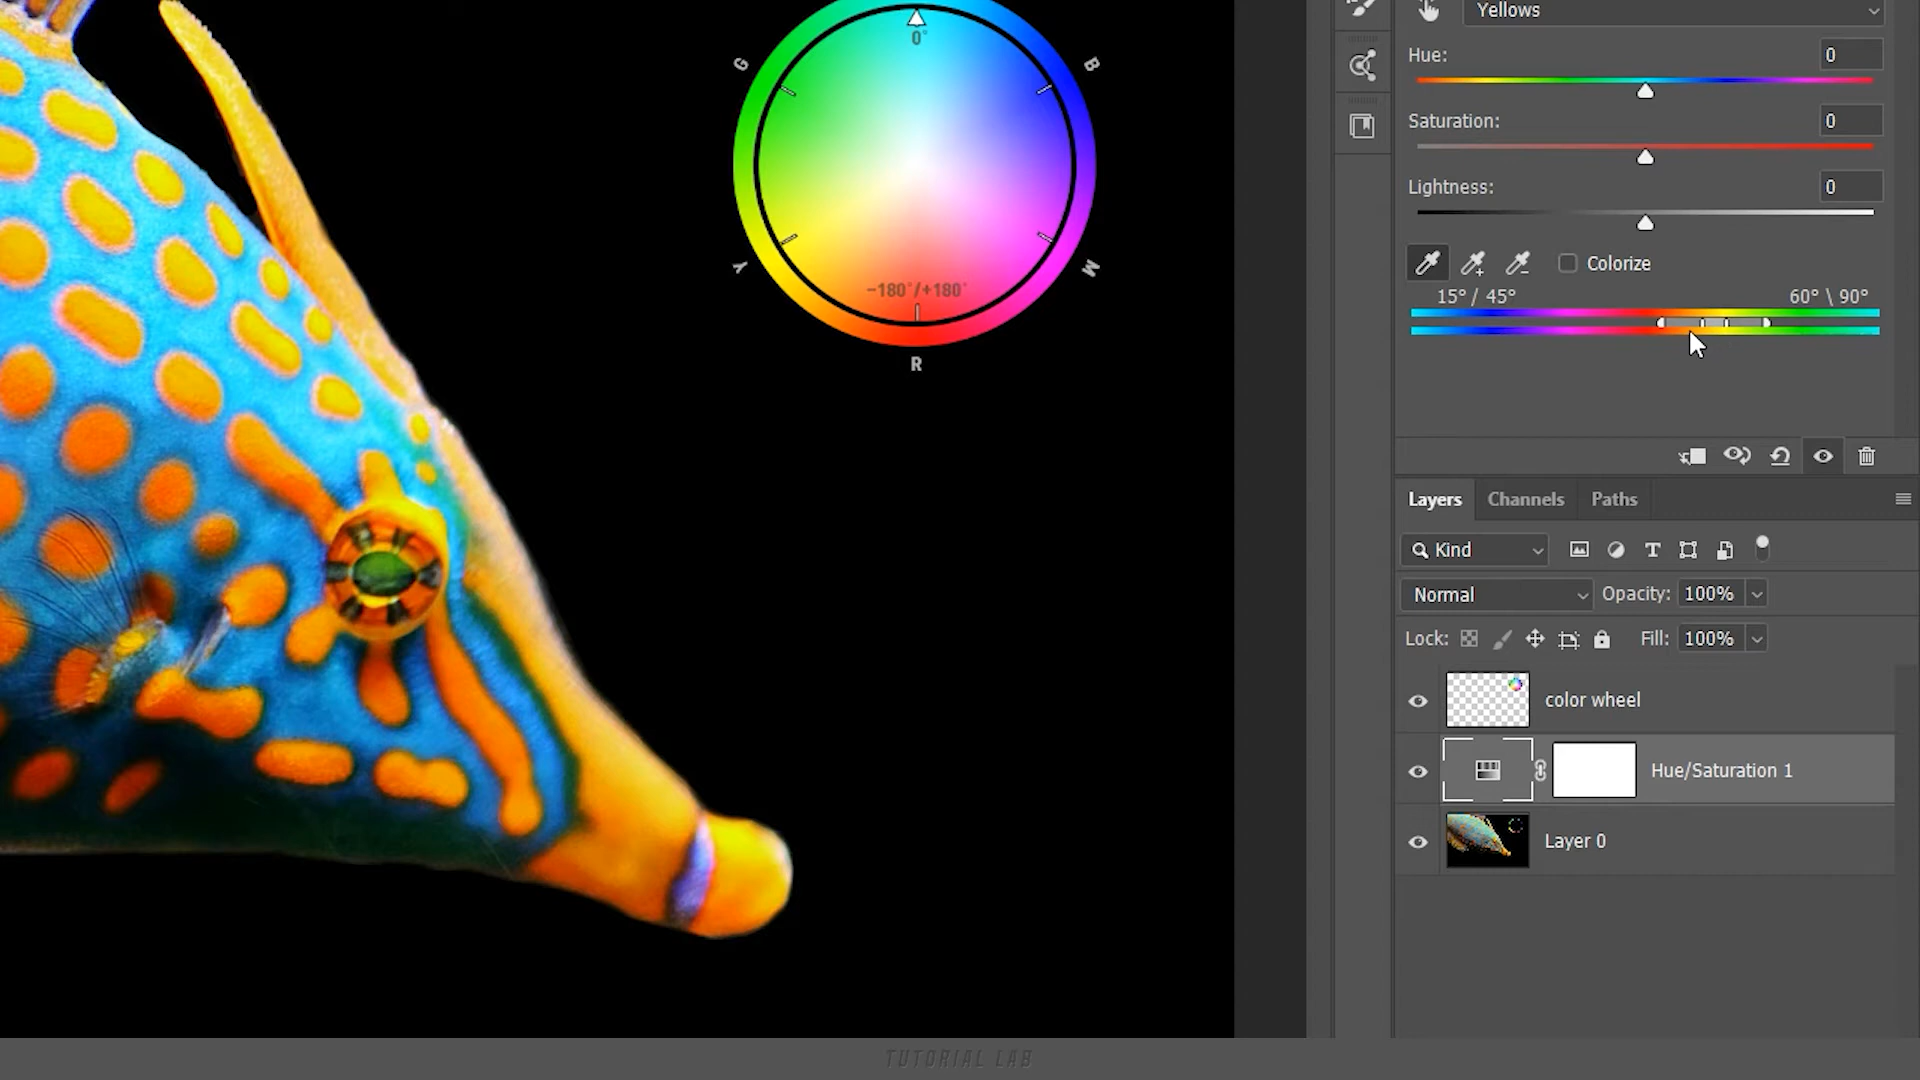 Yellows
Hue: 0
Saturation: 0
Lightness: 0
Colorize
15° / 45° 60° \ 90°
0°
G B
Y M
−180°/+180°
R
Layers Channels Paths
Kind
Normal Opacity: 100%
Lock: Fill: 100%
color wheel
Hue/Saturation 1
Layer 0
TUTORIAL LAB